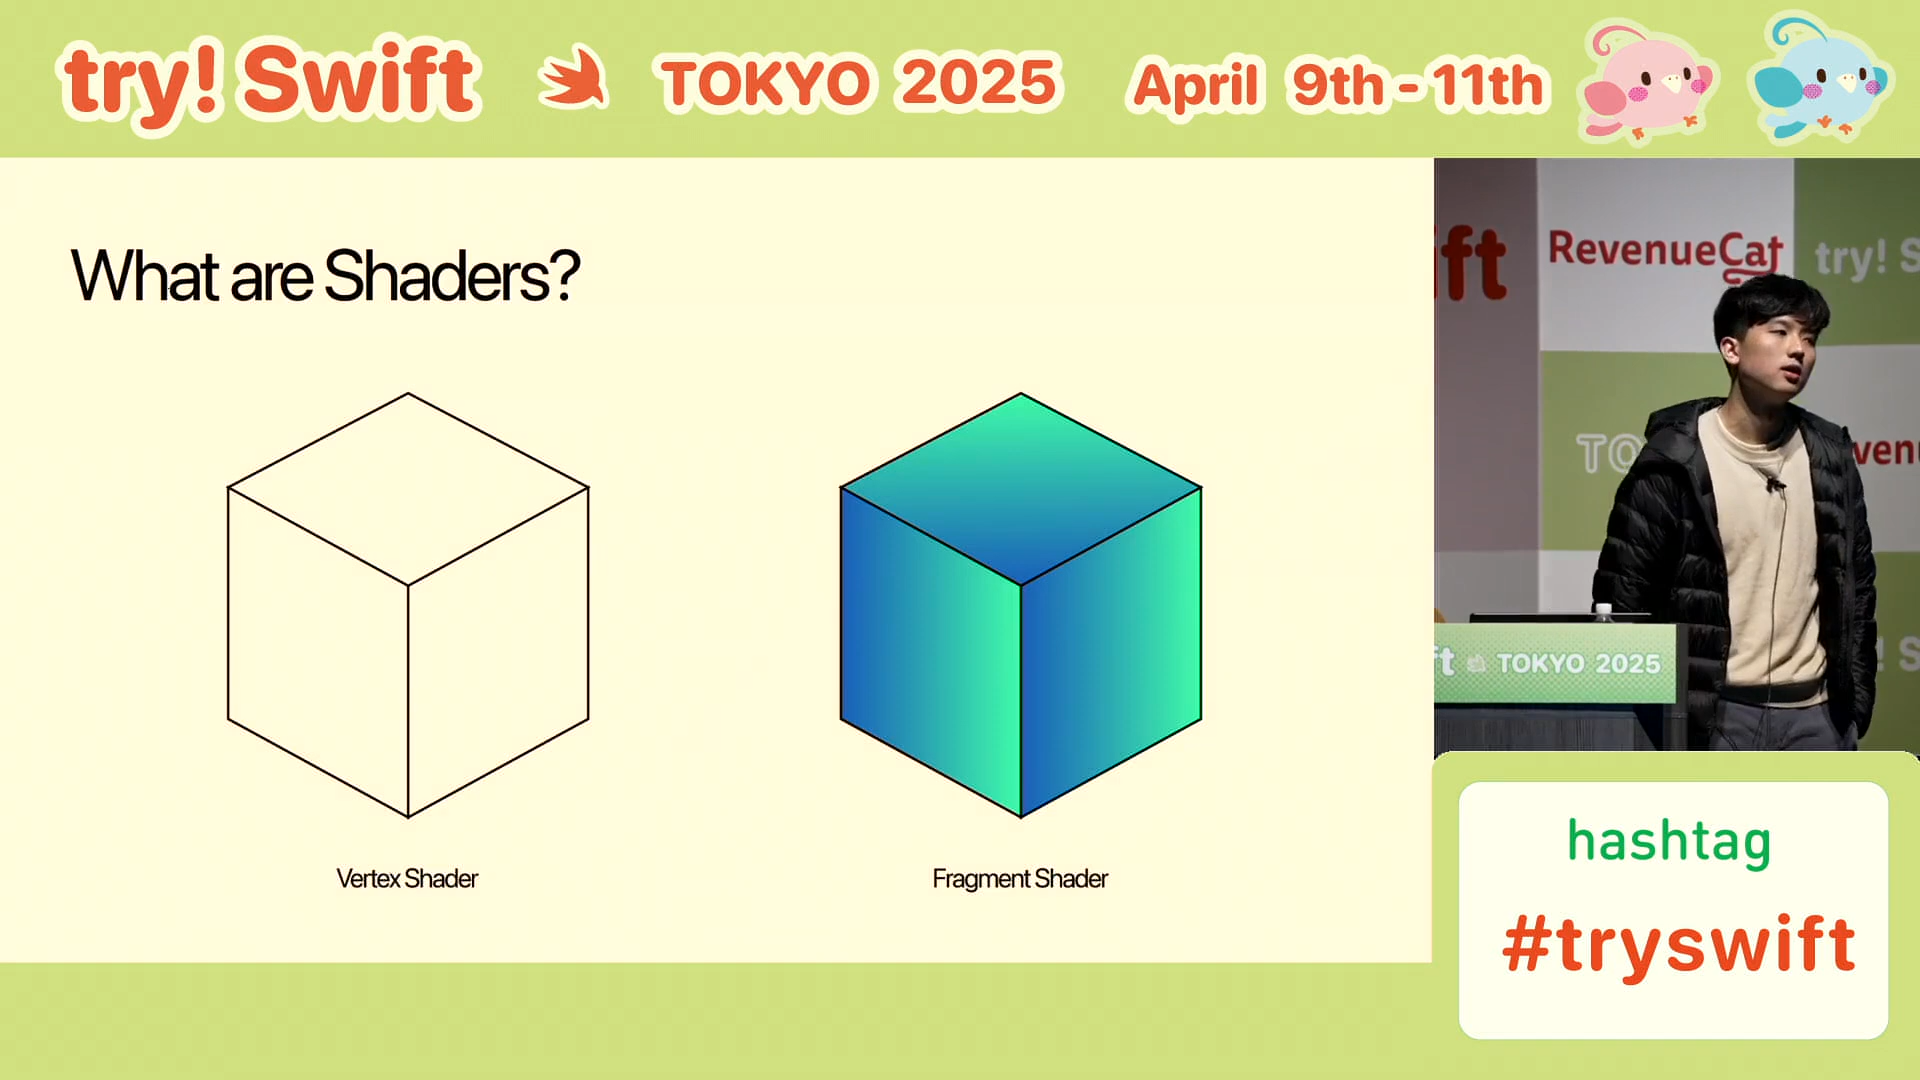 try! Swift TOKYO 2025 April 9th - 11th
What are Shaders?
Vertex Shader
Fragment Shader
ift RevenueCat try! S
TO venu
! S
ft TOKYO 2025
hashtag
#tryswift